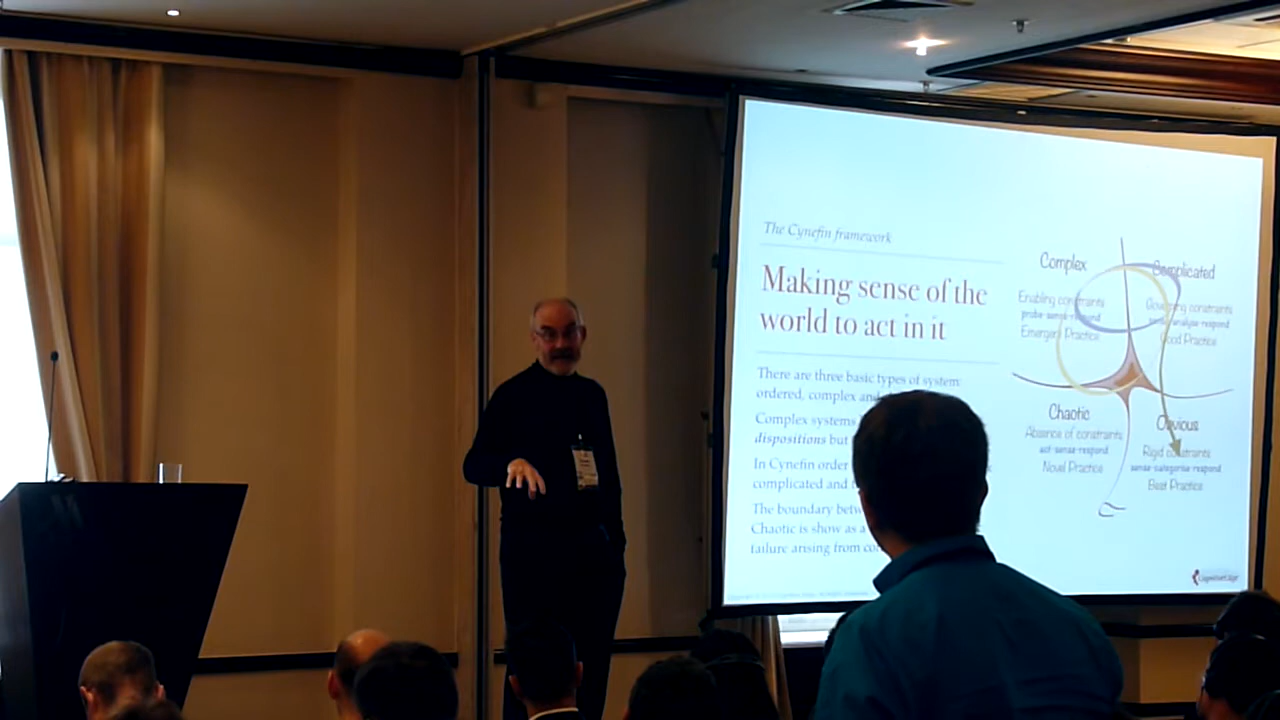 The Cynefin framework
Making sense of the
world to act in it
There are three basic types of system:
ordered, complex and
Complex systems
dispositions but
In Cynefin order
complicated and
The boundary
Chaotic is show as a
failure arising from
Complex
Enabling constraints
probe-sense-respond
Emergent Practice
Complicated
Governing constraints
sense-analyse-respond
Good Practice
Chaotic
Absence of constraints
act-sense-respond
Novel Practice
Obvious
Rigid constraints
sense-categorise-respond
Best Practice